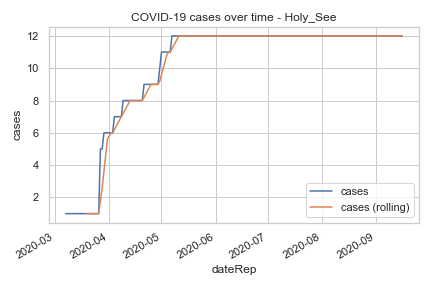 COVID-19 cases over time - Holy_See
cases
12
10
8
6
4
2
cases
cases (rolling)
2020-03
2020-04
2020-05
2020-06
2020-07
2020-08
2020-09
dateRep